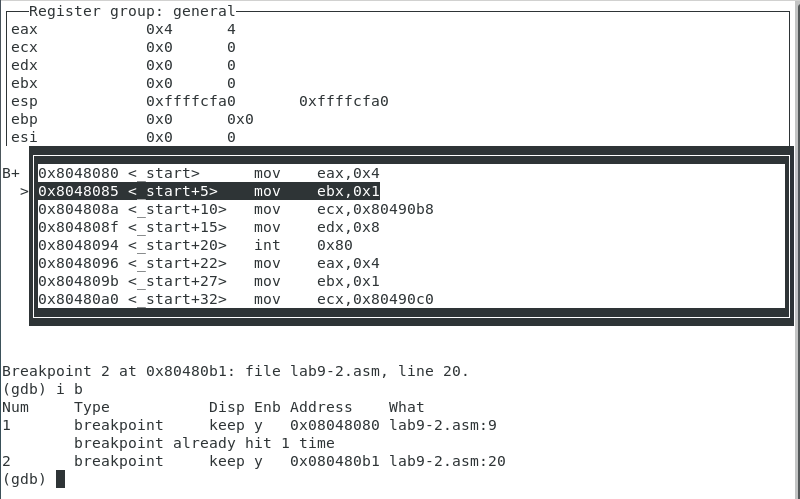 Register group: general
eax            0x4      4
ecx            0x0      0
edx            0x0      0
ebx            0x0      0
esp            0xffffcfa0       0xffffcfa0
ebp            0x0      0x0
esi            0x0      0
B+ 0x8048080 <_start>      mov    eax,0x4
  >0x8048085 <_start+5>    mov    ebx,0x1
0x804808a <_start+10>   mov    ecx,0x80490b8
0x804808f <_start+15>   mov    edx,0x8
0x8048094 <_start+20>   int    0x80
0x8048096 <_start+22>   mov    eax,0x4
0x804809b <_start+27>   mov    ebx,0x1
0x80480a0 <_start+32>   mov    ecx,0x80490c0
Breakpoint 2 at 0x80480b1: file lab9-2.asm, line 20.
(gdb) i b
Num     Type           Disp Enb Address    What
1       breakpoint     keep y   0x08048080 lab9-2.asm:9
        breakpoint already hit 1 time
2       breakpoint     keep y   0x080480b1 lab9-2.asm:20
(gdb)